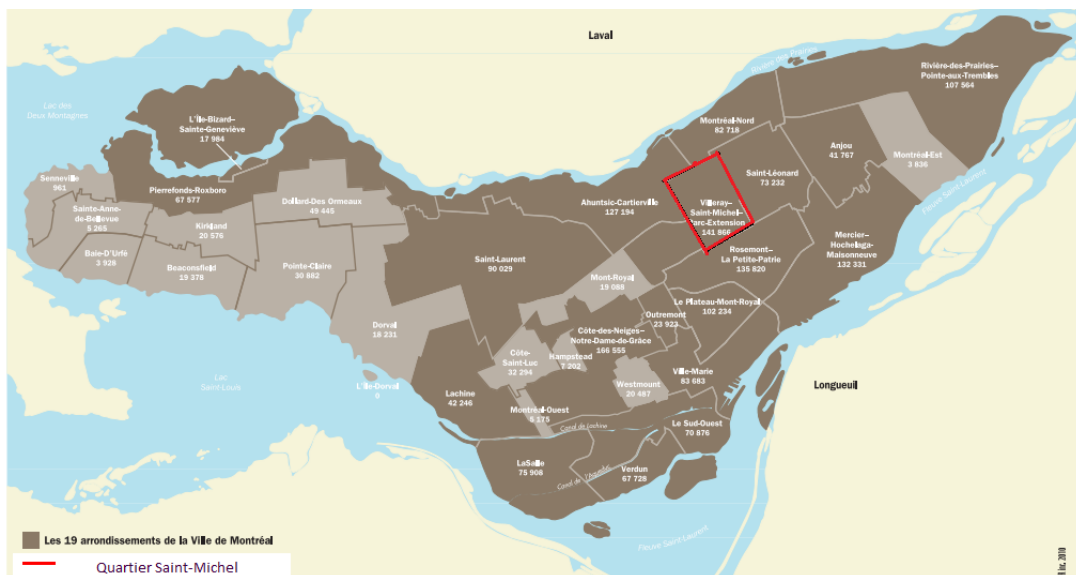 Laval
Rivière des Prairies
Rivière-des-Prairies–
Pointe-aux-Trembles
107 564
Lac des
Deux Montagnes
L'Île-Bizard–
Sainte-Geneviève
17 984
Montréal-Nord
82 718
Anjou
41 767
Montréal-Est
3 836
Saint-Léonard
73 232
Senneville
961
Pierrefonds-Roxboro
67 577
Dollard-Des Ormeaux
49 445
Ahuntsic-Cartierville
127 194
Villeray–
Saint-Michel–
Parc-Extension
141 866
Fleuve Saint-Laurent
Sainte-Anne-
de-Bellevue
5 265
Kirkland
20 576
Baie-D'Urfé
3 928
Beaconsfield
19 378
Pointe-Claire
30 882
Saint-Laurent
90 029
Mont-Royal
19 088
Rosemont–
La Petite-Patrie
135 820
Mercier–
Hochelaga-
Maisonneuve
132 331
Le Plateau-Mont-Royal
102 234
Outremont
23 923
Dorval
18 231
Côte-des-Neiges–
Notre-Dame-de-Grâce
166 555
Côte-
Saint-Luc
32 294
Hampstead
7 202
Lac
Saint-Louis
L'Île-Dorval
0
Lachine
42 246
Westmount
20 487
Ville-Marie
83 683
Longueuil
Montréal-Ouest
5 175
Canal de Lachine
Le Sud-Ouest
70 876
LaSalle
75 908
Canal de l'Aqueduc
Verdun
67 728
Fleuve Saint-Laurent
Les 19 arrondissements de la Ville de Montréal
Quartier Saint-Michel
inc. 2010